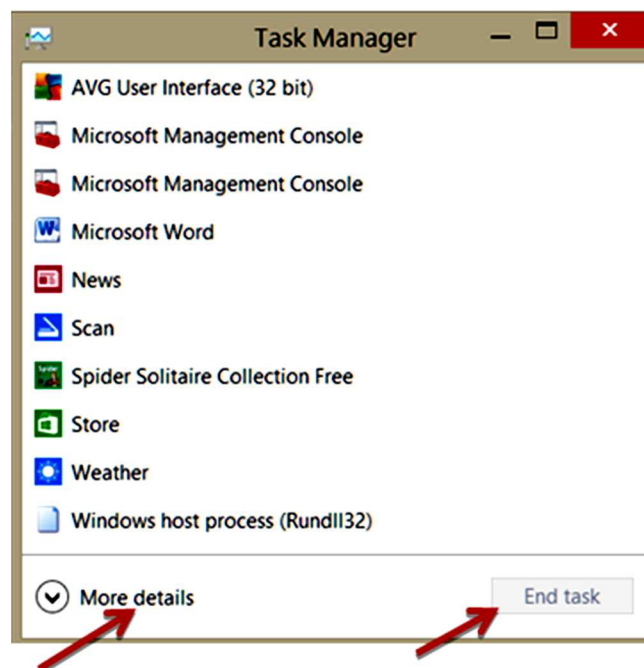 Task Manager
AVG User Interface (32 bit)
Microsoft Management Console
Microsoft Management Console
Microsoft Word
News
Scan
Spider Solitaire Collection Free
Store
Weather
Windows host process (Rundll32)
More details
End task